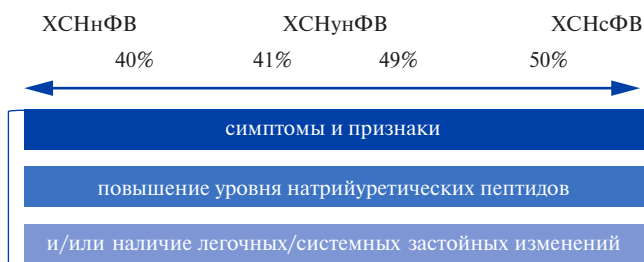 ХСНнФВ ХСНунФВ ХСНсФВ
40% 41% 49% 50%
симптомы и признаки
повышение уровня натрийуретических пептидов
и/или наличие легочных/системных застойных изменений